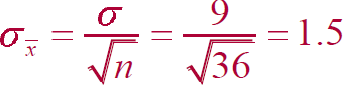 σ_x̄ = σ/√n = 9/√36 = 1.5